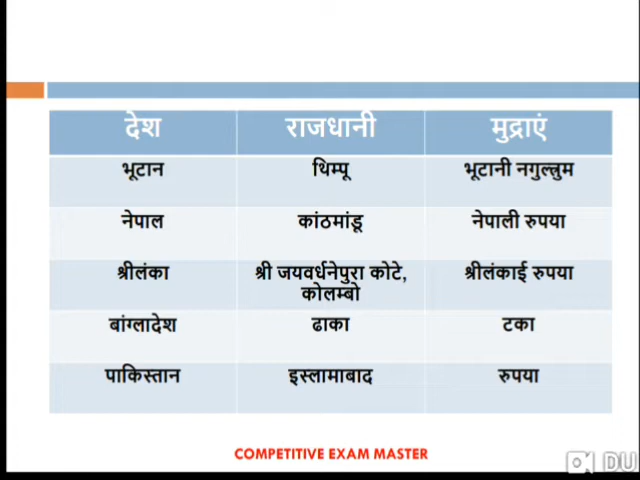 देश राजधानी मुद्राएं
भूटान थिम्पू भूटानी नगुल्त्रुम
नेपाल कांठमांडू नेपाली रुपया
श्रीलंका श्री जयवर्धनेपुरा कोटे, श्रीलंकाई रुपया
कोलम्बो
बांग्लादेश ढाका टका
पाकिस्तान इस्लामाबाद रुपया
COMPETITIVE EXAM MASTER
DU